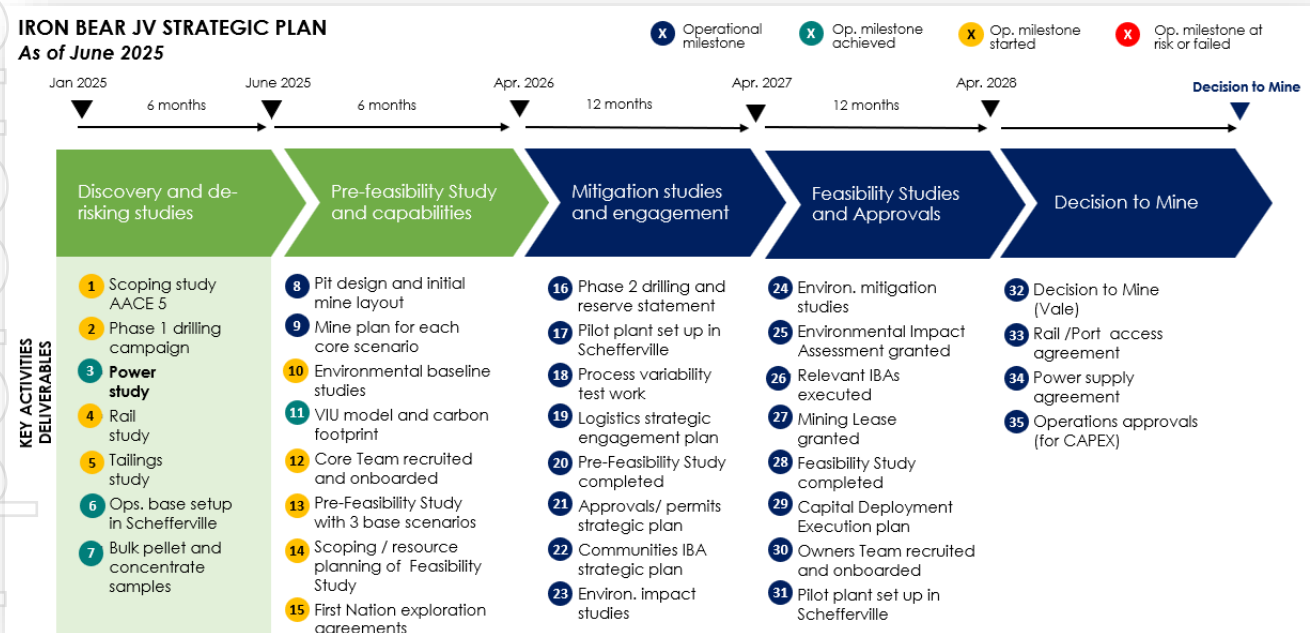 IRON BEAR JV STRATEGIC PLAN
As of June 2025
X Operational
milestone
X Op. milestone
achieved
X Op. milestone
started
X Op. milestone at
risk or failed
Jan 2025
June 2025
Apr. 2026
Apr. 2027
Apr. 2028
Decision to Mine
6 months
6 months
12 months
12 months
Discovery and de-
risking studies
Pre-feasibility Study
and capabilities
Mitigation studies
and engagement
Feasibility Studies
and Approvals
Decision to Mine
KEY ACTIVITIES
DELIVERABLES
1 Scoping study
AACE 5
2 Phase 1 drilling
campaign
3 Power
study
4 Rail
study
5 Tailings
study
6 Ops. base setup
in Schefferville
7 Bulk pellet and
concentrate
samples
8 Pit design and initial
mine layout
9 Mine plan for each
core scenario
10 Environmental baseline
studies
11 VIU model and carbon
footprint
12 Core Team recruited
and onboarded
13 Pre-Feasibility Study
with 3 base scenarios
14 Scoping / resource
planning of Feasibility
Study
15 First Nation exploration
agreements
16 Phase 2 drilling and
reserve statement
17 Pilot plant set up in
Schefferville
18 Process variability
test work
19 Logistics strategic
engagement plan
20 Pre-Feasibility Study
completed
21 Approvals/ permits
strategic plan
22 Communities IBA
strategic plan
23 Environ. impact
studies
24 Environ. mitigation
studies
25 Environmental Impact
Assessment granted
26 Relevant IBAs
executed
27 Mining Lease
granted
28 Feasibility Study
completed
29 Capital Deployment
Execution plan
30 Owners Team recruited
and onboarded
31 Pilot plant set up in
Schefferville
32 Decision to Mine
(Vale)
33 Rail /Port access
agreement
34 Power supply
agreement
35 Operations approvals
(for CAPEX)